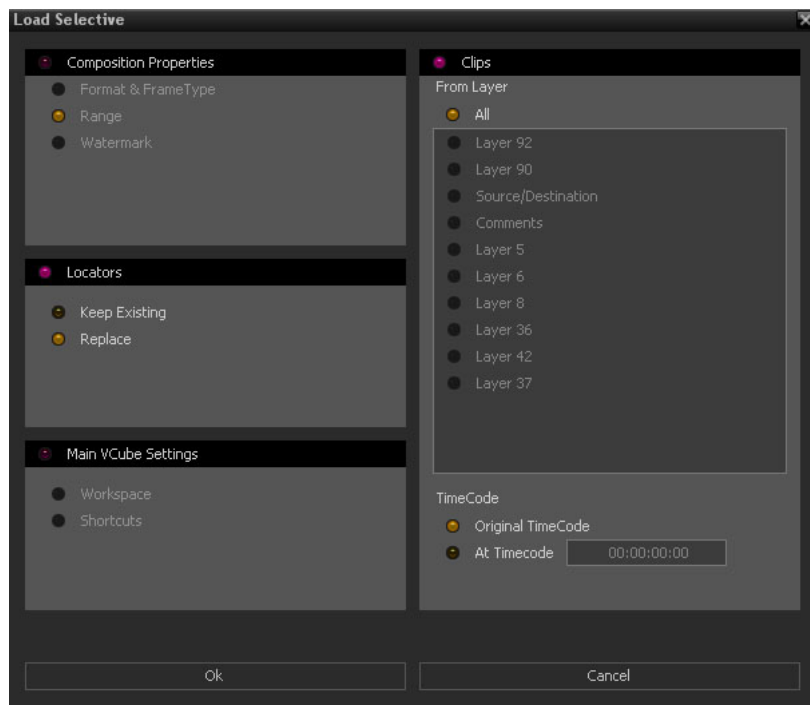 Load Selective
Composition Properties
Format & FrameType
Range
Watermark
Locators
Keep Existing
Replace
Main VCube Settings
Workspace
Shortcuts
Clips
From Layer
All
Layer 92
Layer 90
Source/Destination
Comments
Layer 5
Layer 6
Layer 8
Layer 36
Layer 42
Layer 37
TimeCode
Original TimeCode
At Timecode 00:00:00:00
Ok
Cancel